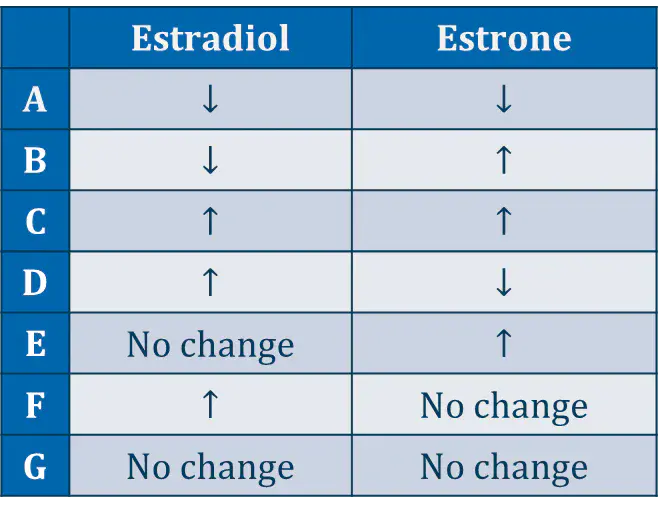 Estradiol Estrone
A ↓ ↓
B ↓ ↑
C ↑ ↑
D ↑ ↓
E No change ↑
F ↑ No change
G No change No change